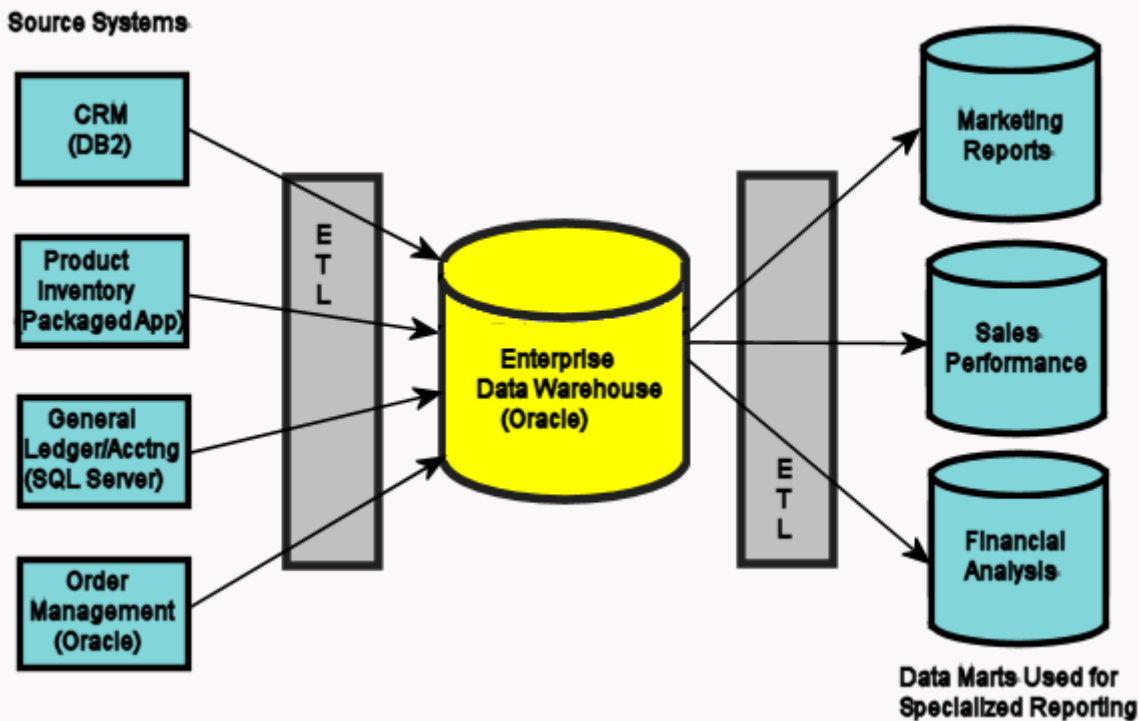 Source Systems
CRM
(DB2)
Product
Inventory
(Packaged App)
General
Ledger/Acctng
(SQL Server)
Order
Management
(Oracle)
E
T
L
Enterprise
Data Warehouse
(Oracle)
E
T
L
Marketing
Reports
Sales
Performance
Financial
Analysis
Data Marts Used for
Specialized Reporting